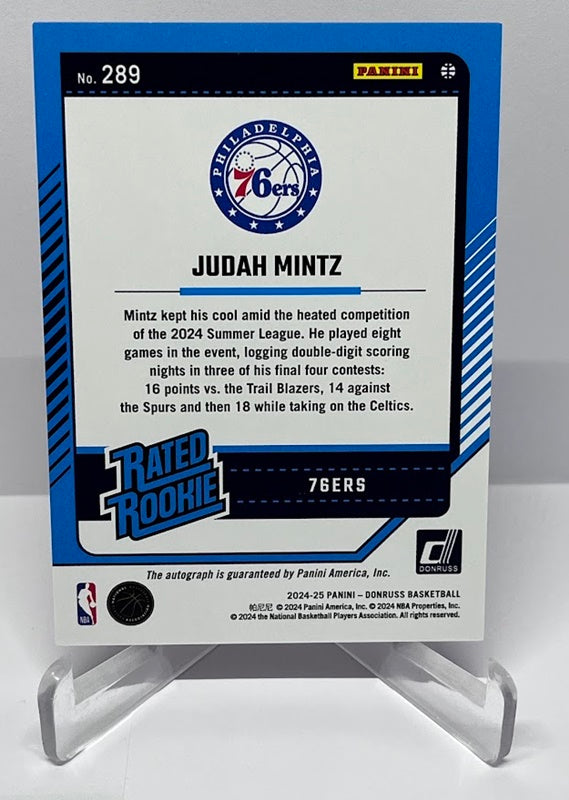 No. 289
PANINI
PHILADELPHIA
76ers
JUDAH MINTZ
Mintz kept his cool amid the heated competition
of the 2024 Summer League. He played eight
games in the event, logging double-digit scoring
nights in three of his final four contests:
16 points vs. the Trail Blazers, 14 against
the Spurs and then 18 while taking on the Celtics.
RATED
ROOKIE
76ERS
DONRUSS
The autograph is guaranteed by Panini America, Inc.
NBA
2024-25 PANINI – DONRUSS BASKETBALL
帕尼尼 © 2024 Panini America, Inc. © 2024 NBA Properties, Inc.
© 2024 the National Basketball Players Association. All rights reserved.